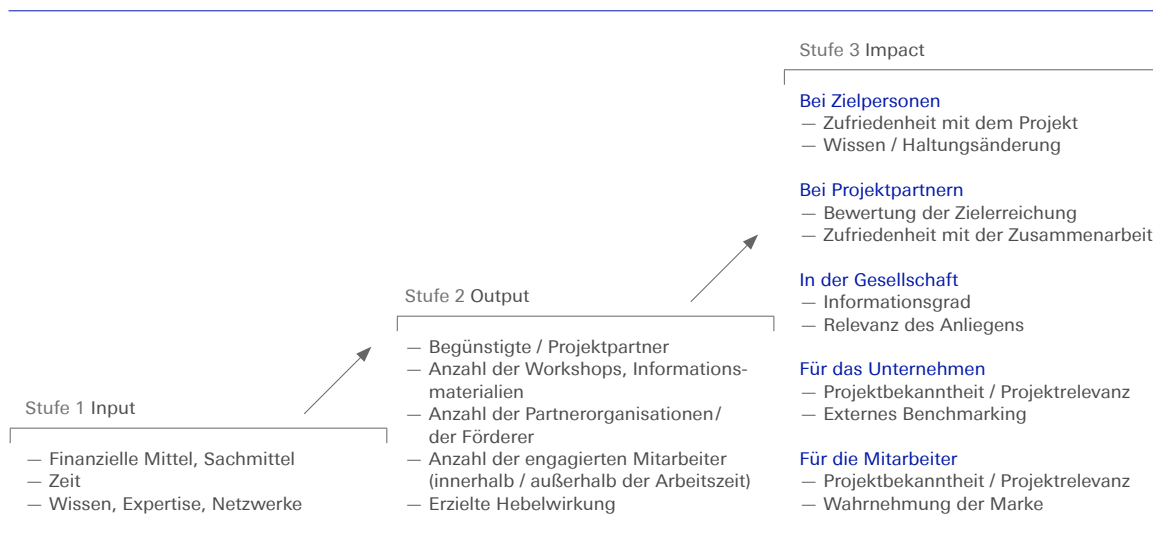 Stufe 1 Input
— Finanzielle Mittel, Sachmittel
— Zeit
— Wissen, Expertise, Netzwerke
Stufe 2 Output
— Begünstigte / Projektpartner
— Anzahl der Workshops, Informations-
materialien
— Anzahl der Partnerorganisationen /
der Förderer
— Anzahl der engagierten Mitarbeiter
(innerhalb / außerhalb der Arbeitszeit)
— Erzielte Hebelwirkung
Stufe 3 Impact
Bei Zielpersonen
— Zufriedenheit mit dem Projekt
— Wissen / Haltungsänderung
Bei Projektpartnern
— Bewertung der Zielerreichung
— Zufriedenheit mit der Zusammenarbeit
In der Gesellschaft
— Informationsgrad
— Relevanz des Anliegens
Für das Unternehmen
— Projektbekanntheit / Projektrelevanz
— Externes Benchmarking
Für die Mitarbeiter
— Projektbekanntheit / Projektrelevanz
— Wahrnehmung der Marke